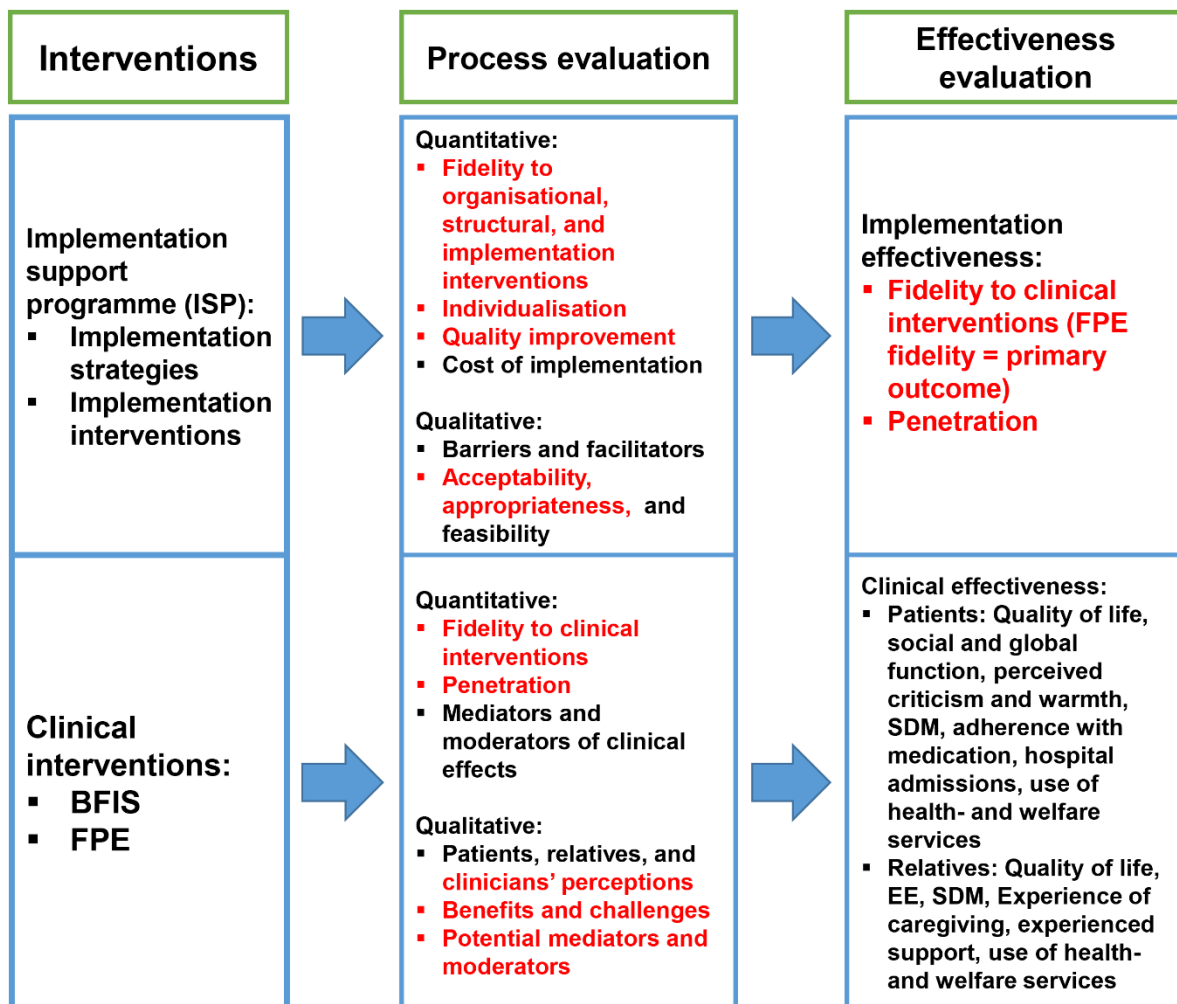 Interventions
Process evaluation
Effectiveness
evaluation
Implementation
support
programme (ISP):
▪ Implementation
strategies
▪ Implementation
interventions
Quantitative:
▪ Fidelity to
organisational,
structural, and
implementation
interventions
▪ Individualisation
▪ Quality improvement
▪ Cost of implementation
Qualitative:
▪ Barriers and facilitators
▪ Acceptability,
appropriateness, and
feasibility
Implementation
effectiveness:
▪ Fidelity to clinical
interventions (FPE
fidelity = primary
outcome)
▪ Penetration
Clinical
interventions:
▪ BFIS
▪ FPE
Quantitative:
▪ Fidelity to clinical
interventions
▪ Penetration
▪ Mediators and
moderators of clinical
effects
Qualitative:
▪ Patients, relatives, and
clinicians’ perceptions
▪ Benefits and challenges
▪ Potential mediators and
moderators
Clinical effectiveness:
▪ Patients: Quality of life,
social and global
function, perceived
criticism and warmth,
SDM, adherence with
medication, hospital
admissions, use of
health- and welfare
services
▪ Relatives: Quality of life,
EE, SDM, Experience of
caregiving, experienced
support, use of health-
and welfare services